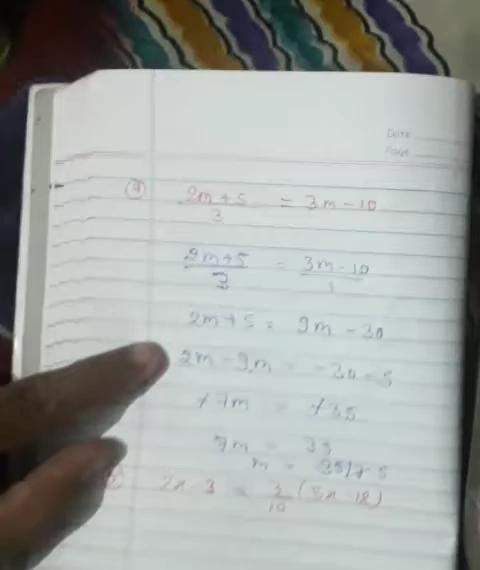 Date
Page
④ 2m+5/3 = 3m-10
2m+5/3 = 3m-10/1
2m+5 = 9m - 30
2m - 9m = -30-5
-7m = -35
7m = 35
m = 35/7 5
2x 3 = 3/10 (5x 12)